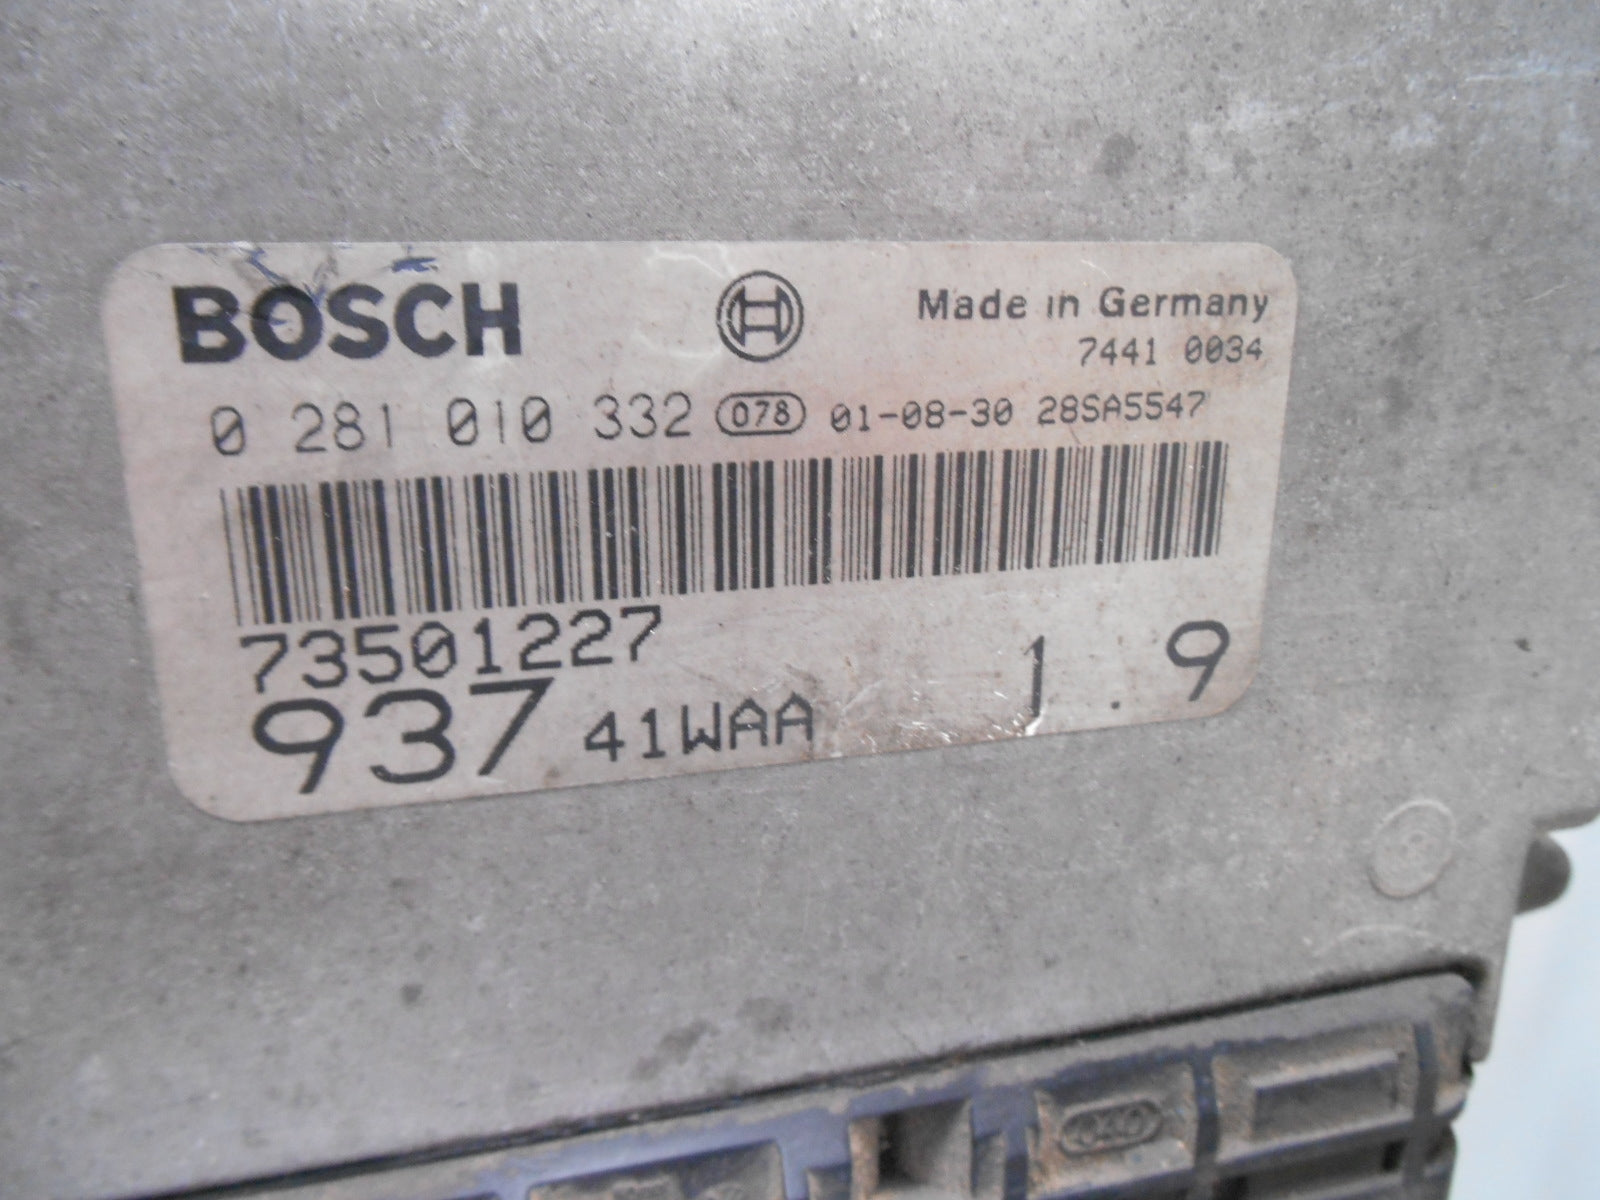 BOSCH
Made in Germany
7441 0034
0 281 010 332 078 01-08-30 28SA5547
73501227
937 41WAA 1.9